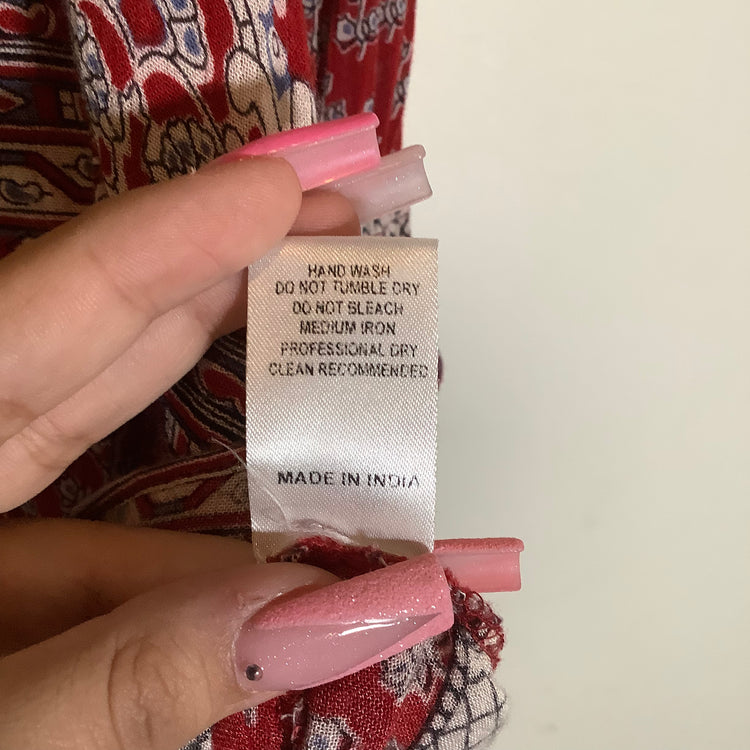 HAND WASH
DO NOT TUMBLE DRY
DO NOT BLEACH
MEDIUM IRON
PROFESSIONAL DRY
CLEAN RECOMMENDED
MADE IN INDIA